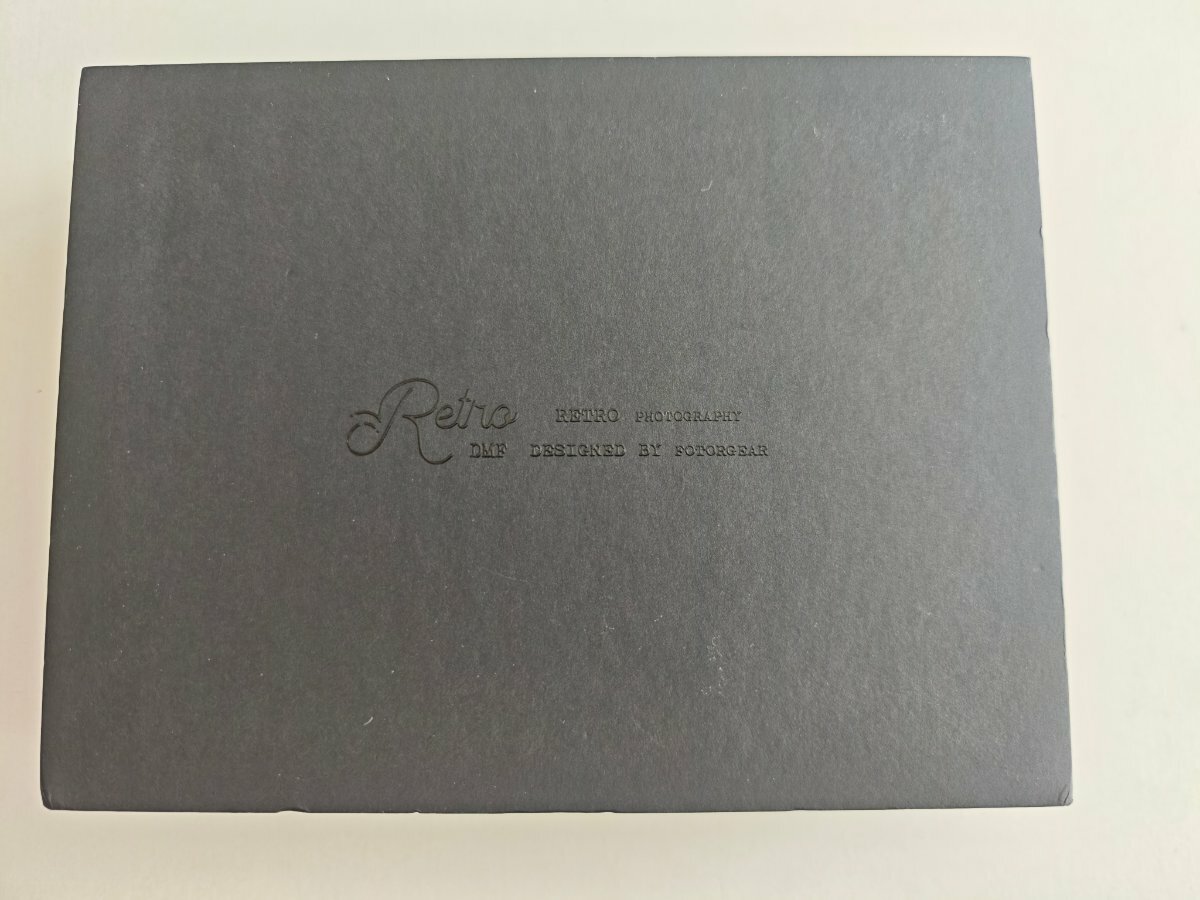 Retro RETRO PHOTOGRAPHY
DMF DESIGNED BY FOTORGEAR